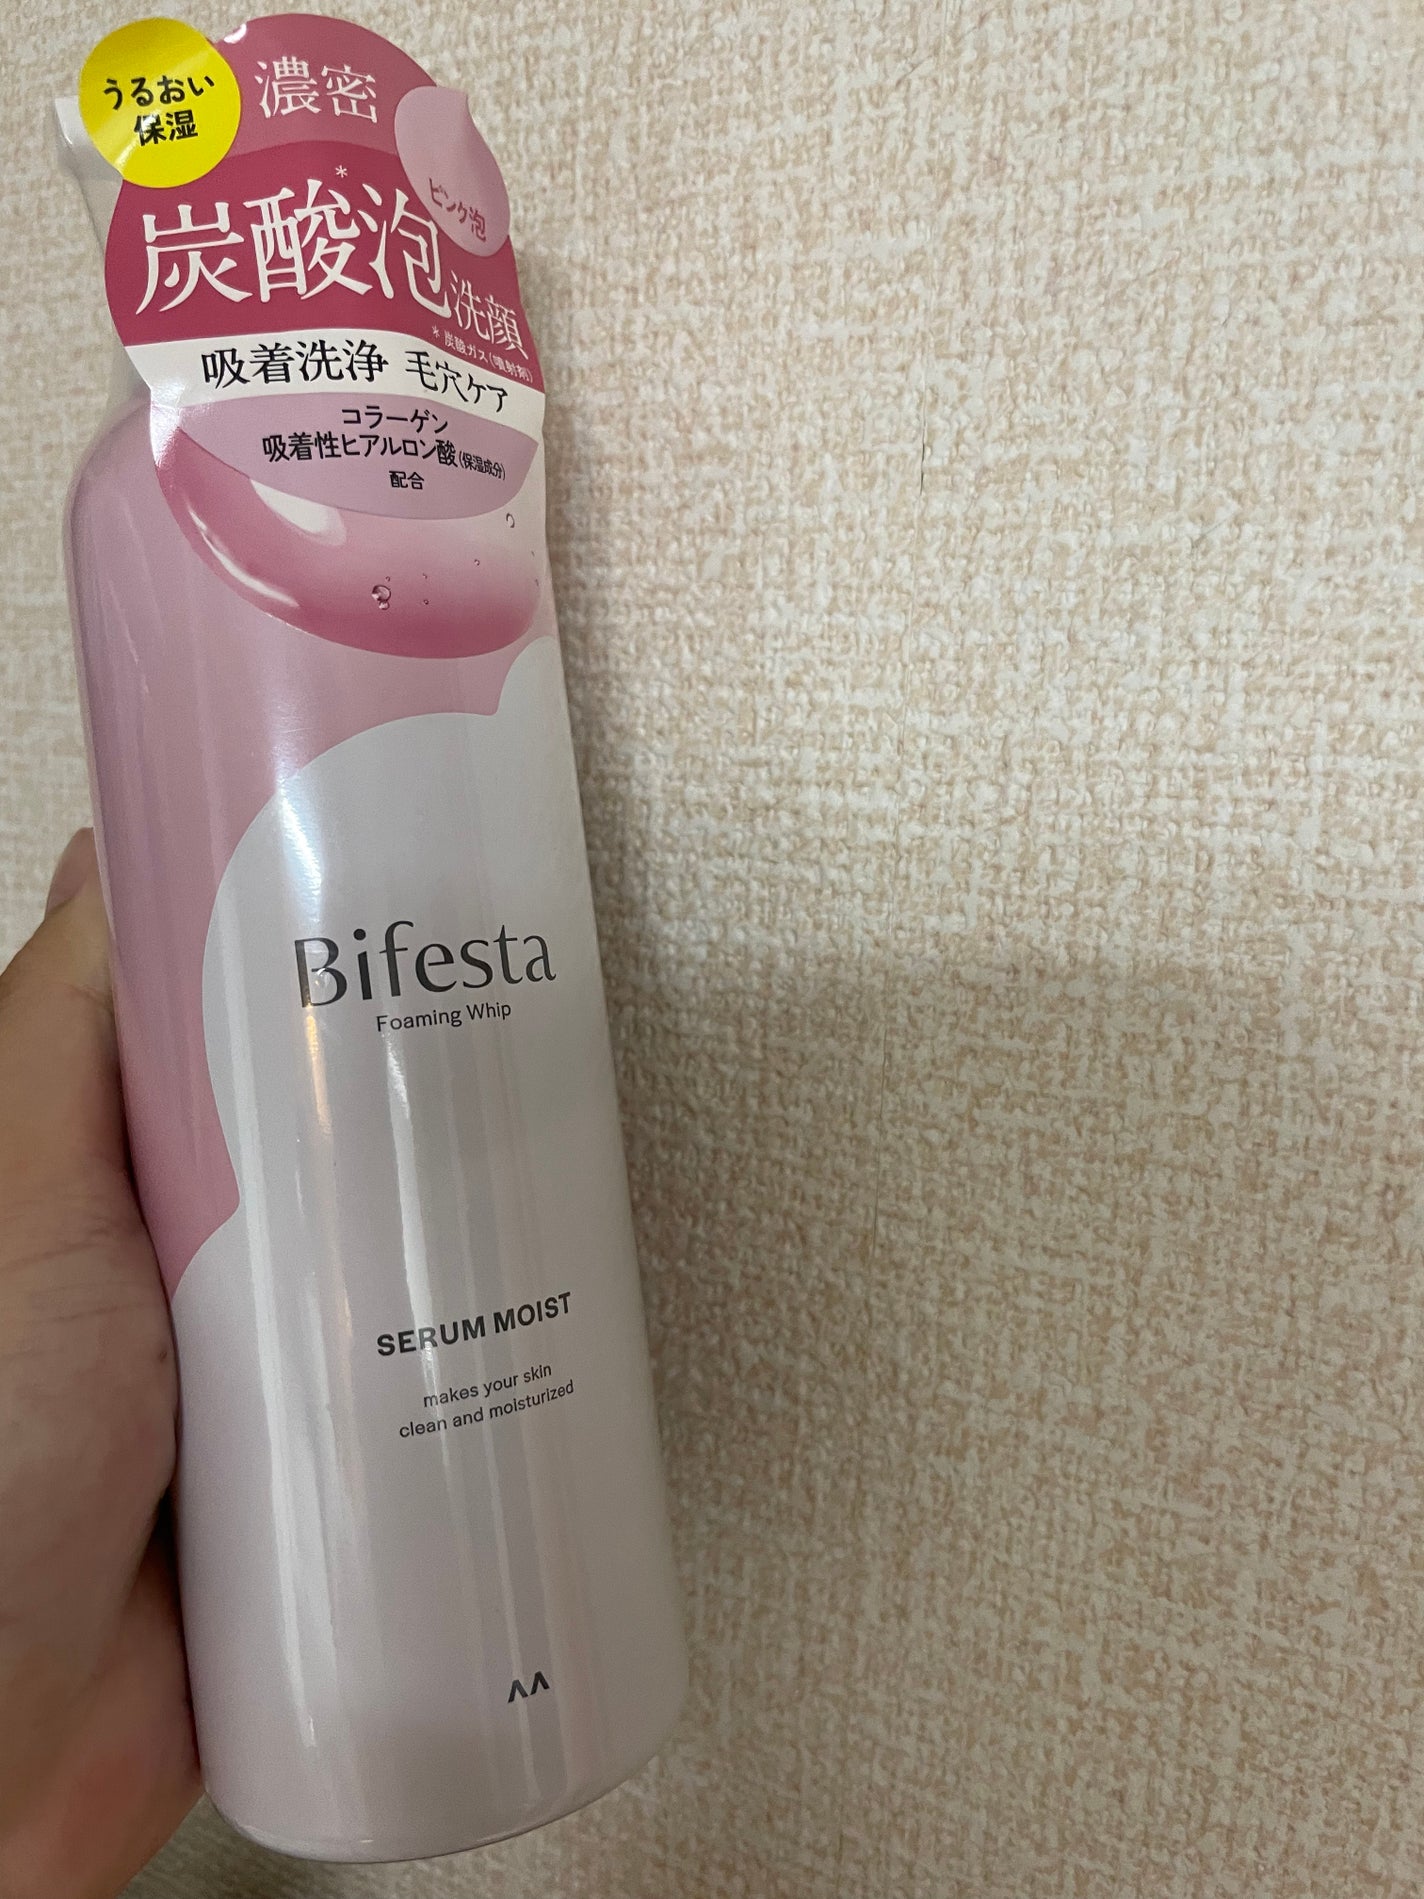 うるおい
保湿
濃密
ピンク泡
炭酸*泡洗顔
*炭酸ガス(噴射剤)
吸着洗浄 毛穴ケア
コラーゲン
吸着性ヒアルロン酸(保湿成分)
配合
Bifesta
Foaming Whip
SERUM MOIST
makes your skin
clean and moisturized